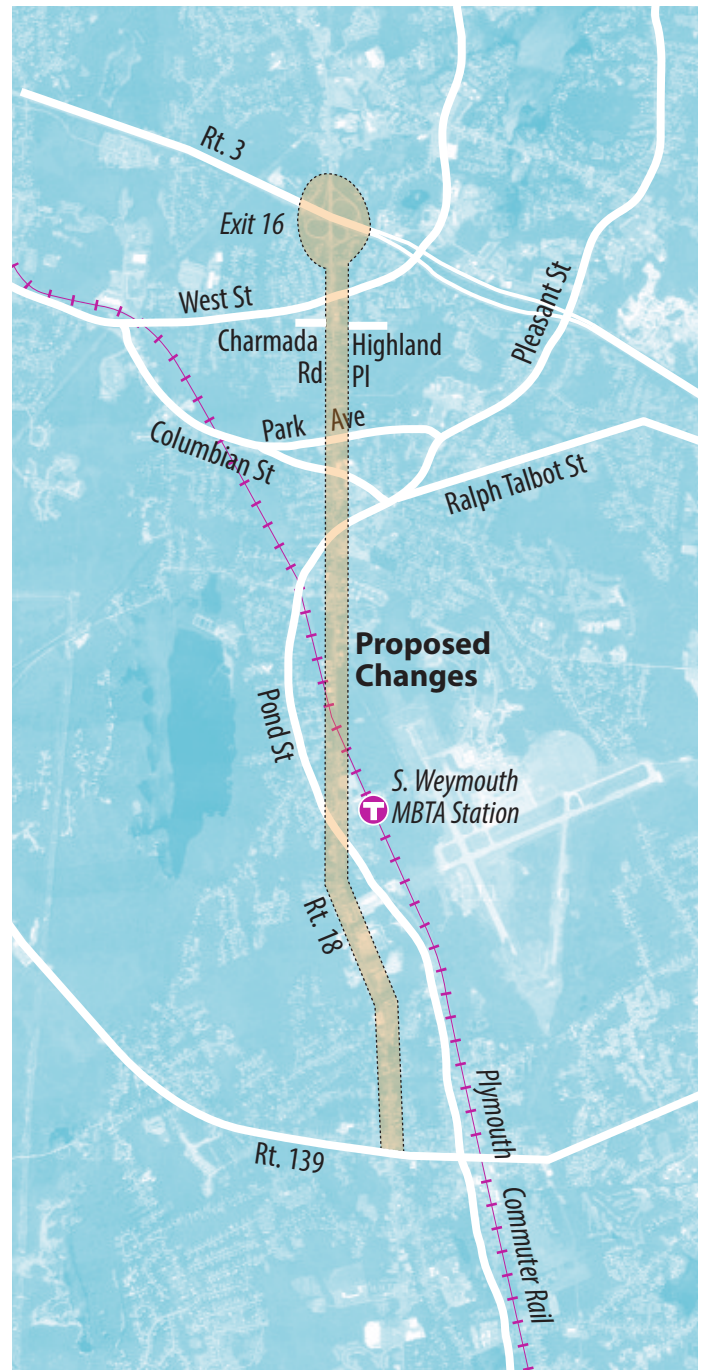 Rt. 3
Exit 16
West St
Charmada
Rd
Highland
Pl
Pleasant St
Park Ave
Columbian St
Ralph Talbot St
Proposed
Changes
Pond St
T
S. Weymouth
MBTA Station
Rt. 18
Plymouth Commuter Rail
Rt. 139